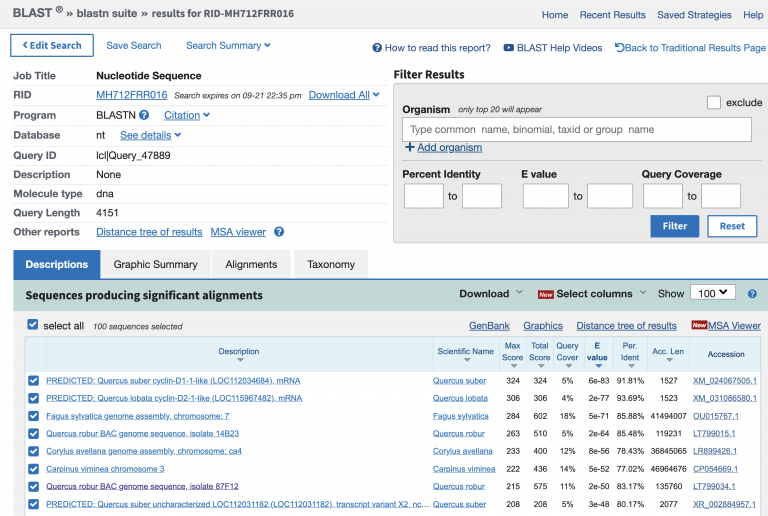 BLAST ® » blastn suite » results for RID-MH712FRR016
Home Recent Results Saved Strategies Help
< Edit Search Save Search Search Summary
How to read this report? BLAST Help Videos Back to Traditional Results Page
Job Title Nucleotide Sequence
RID MH712FRR016 Search expires on 09-21 22:35 pm Download All
Program BLASTN Citation
Database nt See details
Query ID lcl|Query_47889
Description None
Molecule type dna
Query Length 4151
Other reports Distance tree of results MSA viewer
Filter Results
Organism only top 20 will appear exclude
Type common name, binomial, taxid or group name
+ Add organism
Percent Identity E value Query Coverage
to to to
Filter Reset
Descriptions Graphic Summary Alignments Taxonomy
Sequences producing significant alignments Download New Select columns Show 100
select all 100 sequences selected GenBank Graphics Distance tree of results New MSA Viewer
Description Scientific Name Max Score Total Score Query Cover E value Per. Ident Acc. Len Accession
PREDICTED: Quercus suber cyclin-D1-1-like (LOC112034684), mRNA Quercus suber 324 324 5% 6e-83 91.81% 1527 XM_024067505.1
PREDICTED: Quercus lobata cyclin-D2-1-like (LOC115967482), mRNA Quercus lobata 306 306 4% 2e-77 93.69% 1523 XM_031086580.1
Fagus sylvatica genome assembly, chromosome: 7 Fagus sylvatica 284 602 18% 5e-71 85.88% 41494007 OU015767.1
Quercus robur BAC genome sequence, isolate 14B23 Quercus robur 263 510 5% 2e-64 85.48% 119231 LT799015.1
Corylus avellana genome assembly, chromosome: ca4 Corylus avellana 233 400 12% 8e-56 78.43% 36845065 LR899426.1
Carpinus viminea chromosome 3 Carpinus viminea 222 436 14% 5e-52 77.02% 46964676 CP054669.1
Quercus robur BAC genome sequence, isolate 87F12 Quercus robur 215 575 11% 2e-50 83.17% 135760 LT799034.1
PREDICTED: Quercus suber uncharacterized LOC112031182 (LOC112031182), transcript variant X2, nc... Quercus suber 208 208 5% 3e-48 80.17% 2077 XR_002884957.1